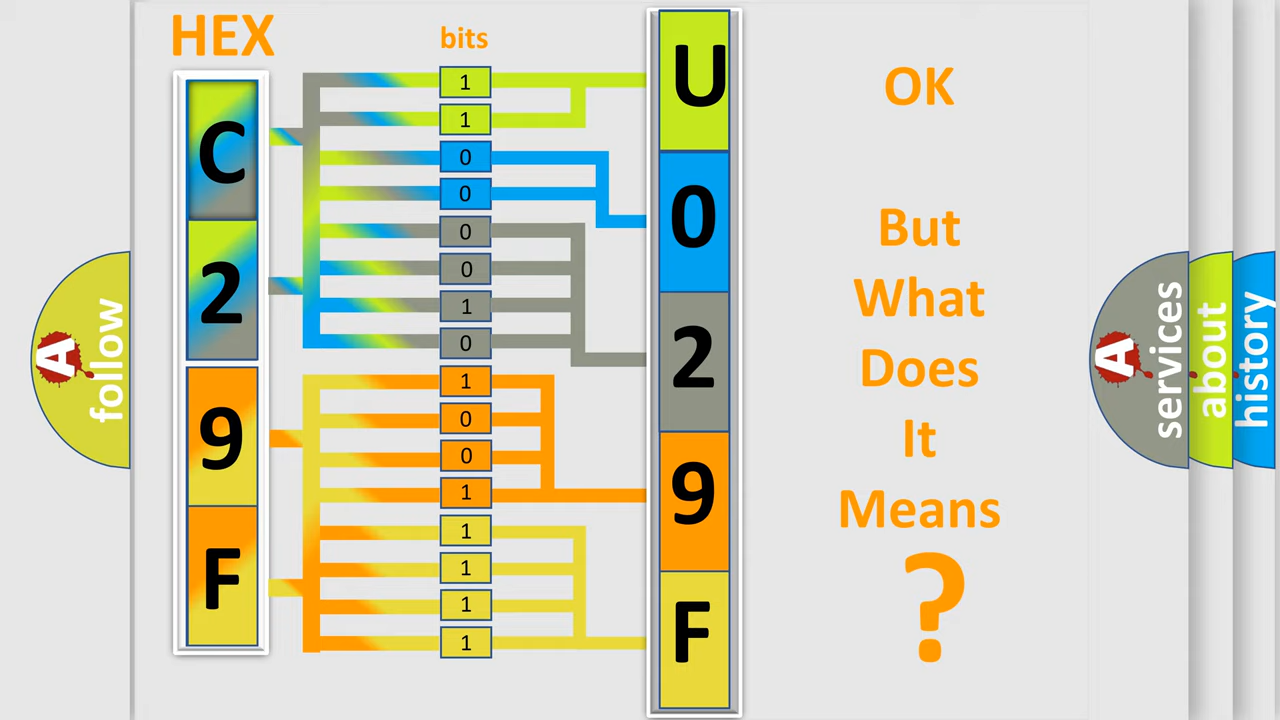 HEX
bits
C
2
9
F
1
1
0
0
0
0
1
0
1
0
0
1
1
1
1
1
U
0
2
9
F
OK
But
What
Does
It
Means
?
A
follow
A
services
about
history